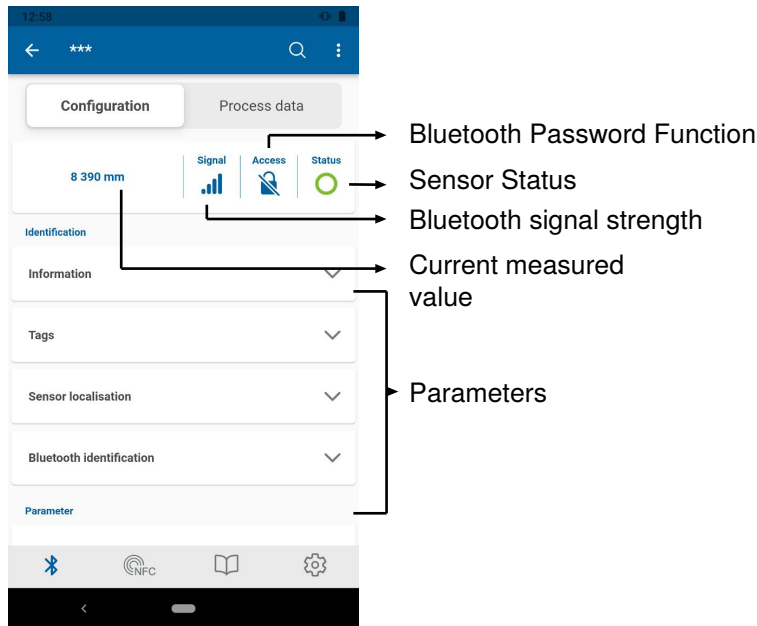 12:58
***
Configuration
Process data
Signal
Access
Status
8 390 mm
Identification
Information
Tags
Sensor localisation
Bluetooth identification
Parameter
NFC
Bluetooth Password Function
Sensor Status
Bluetooth signal strength
Current measured
value
Parameters